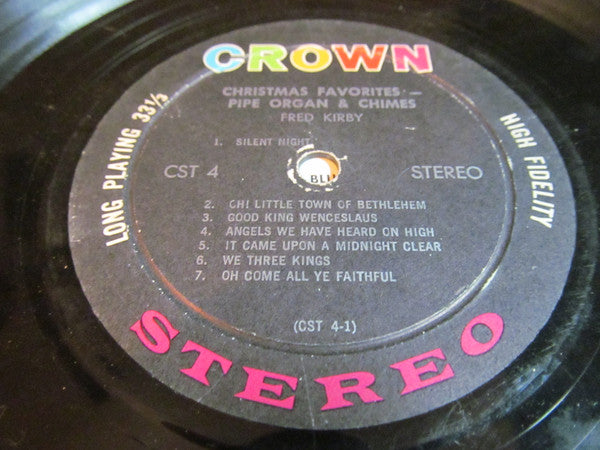 CROWN
LONG PLAYING 33⅓
HIGH FIDELITY
CHRISTMAS FAVORITES —
PIPE ORGAN & CHIMES
FRED KIRBY
1. SILENT NIGHT
CST 4
STEREO
2. OH! LITTLE TOWN OF BETHLEHEM
3. GOOD KING WENCESLAUS
4. ANGELS WE HAVE HEARD ON HIGH
5. IT CAME UPON A MIDNIGHT CLEAR
6. WE THREE KINGS
7. OH COME ALL YE FAITHFUL
(CST 4-1)
STEREO